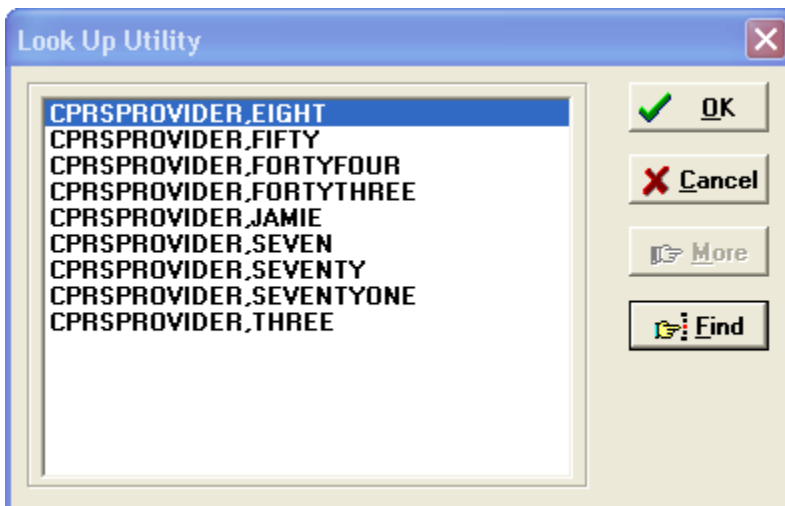 Look Up Utility
CPRSPROVIDER,EIGHT
CPRSPROVIDER,FIFTY
CPRSPROVIDER,FORTYFOUR
CPRSPROVIDER,FORTYTHREE
CPRSPROVIDER,JAMIE
CPRSPROVIDER,SEVEN
CPRSPROVIDER,SEVENTY
CPRSPROVIDER,SEVENTYONE
CPRSPROVIDER,THREE
OK
Cancel
More
Find